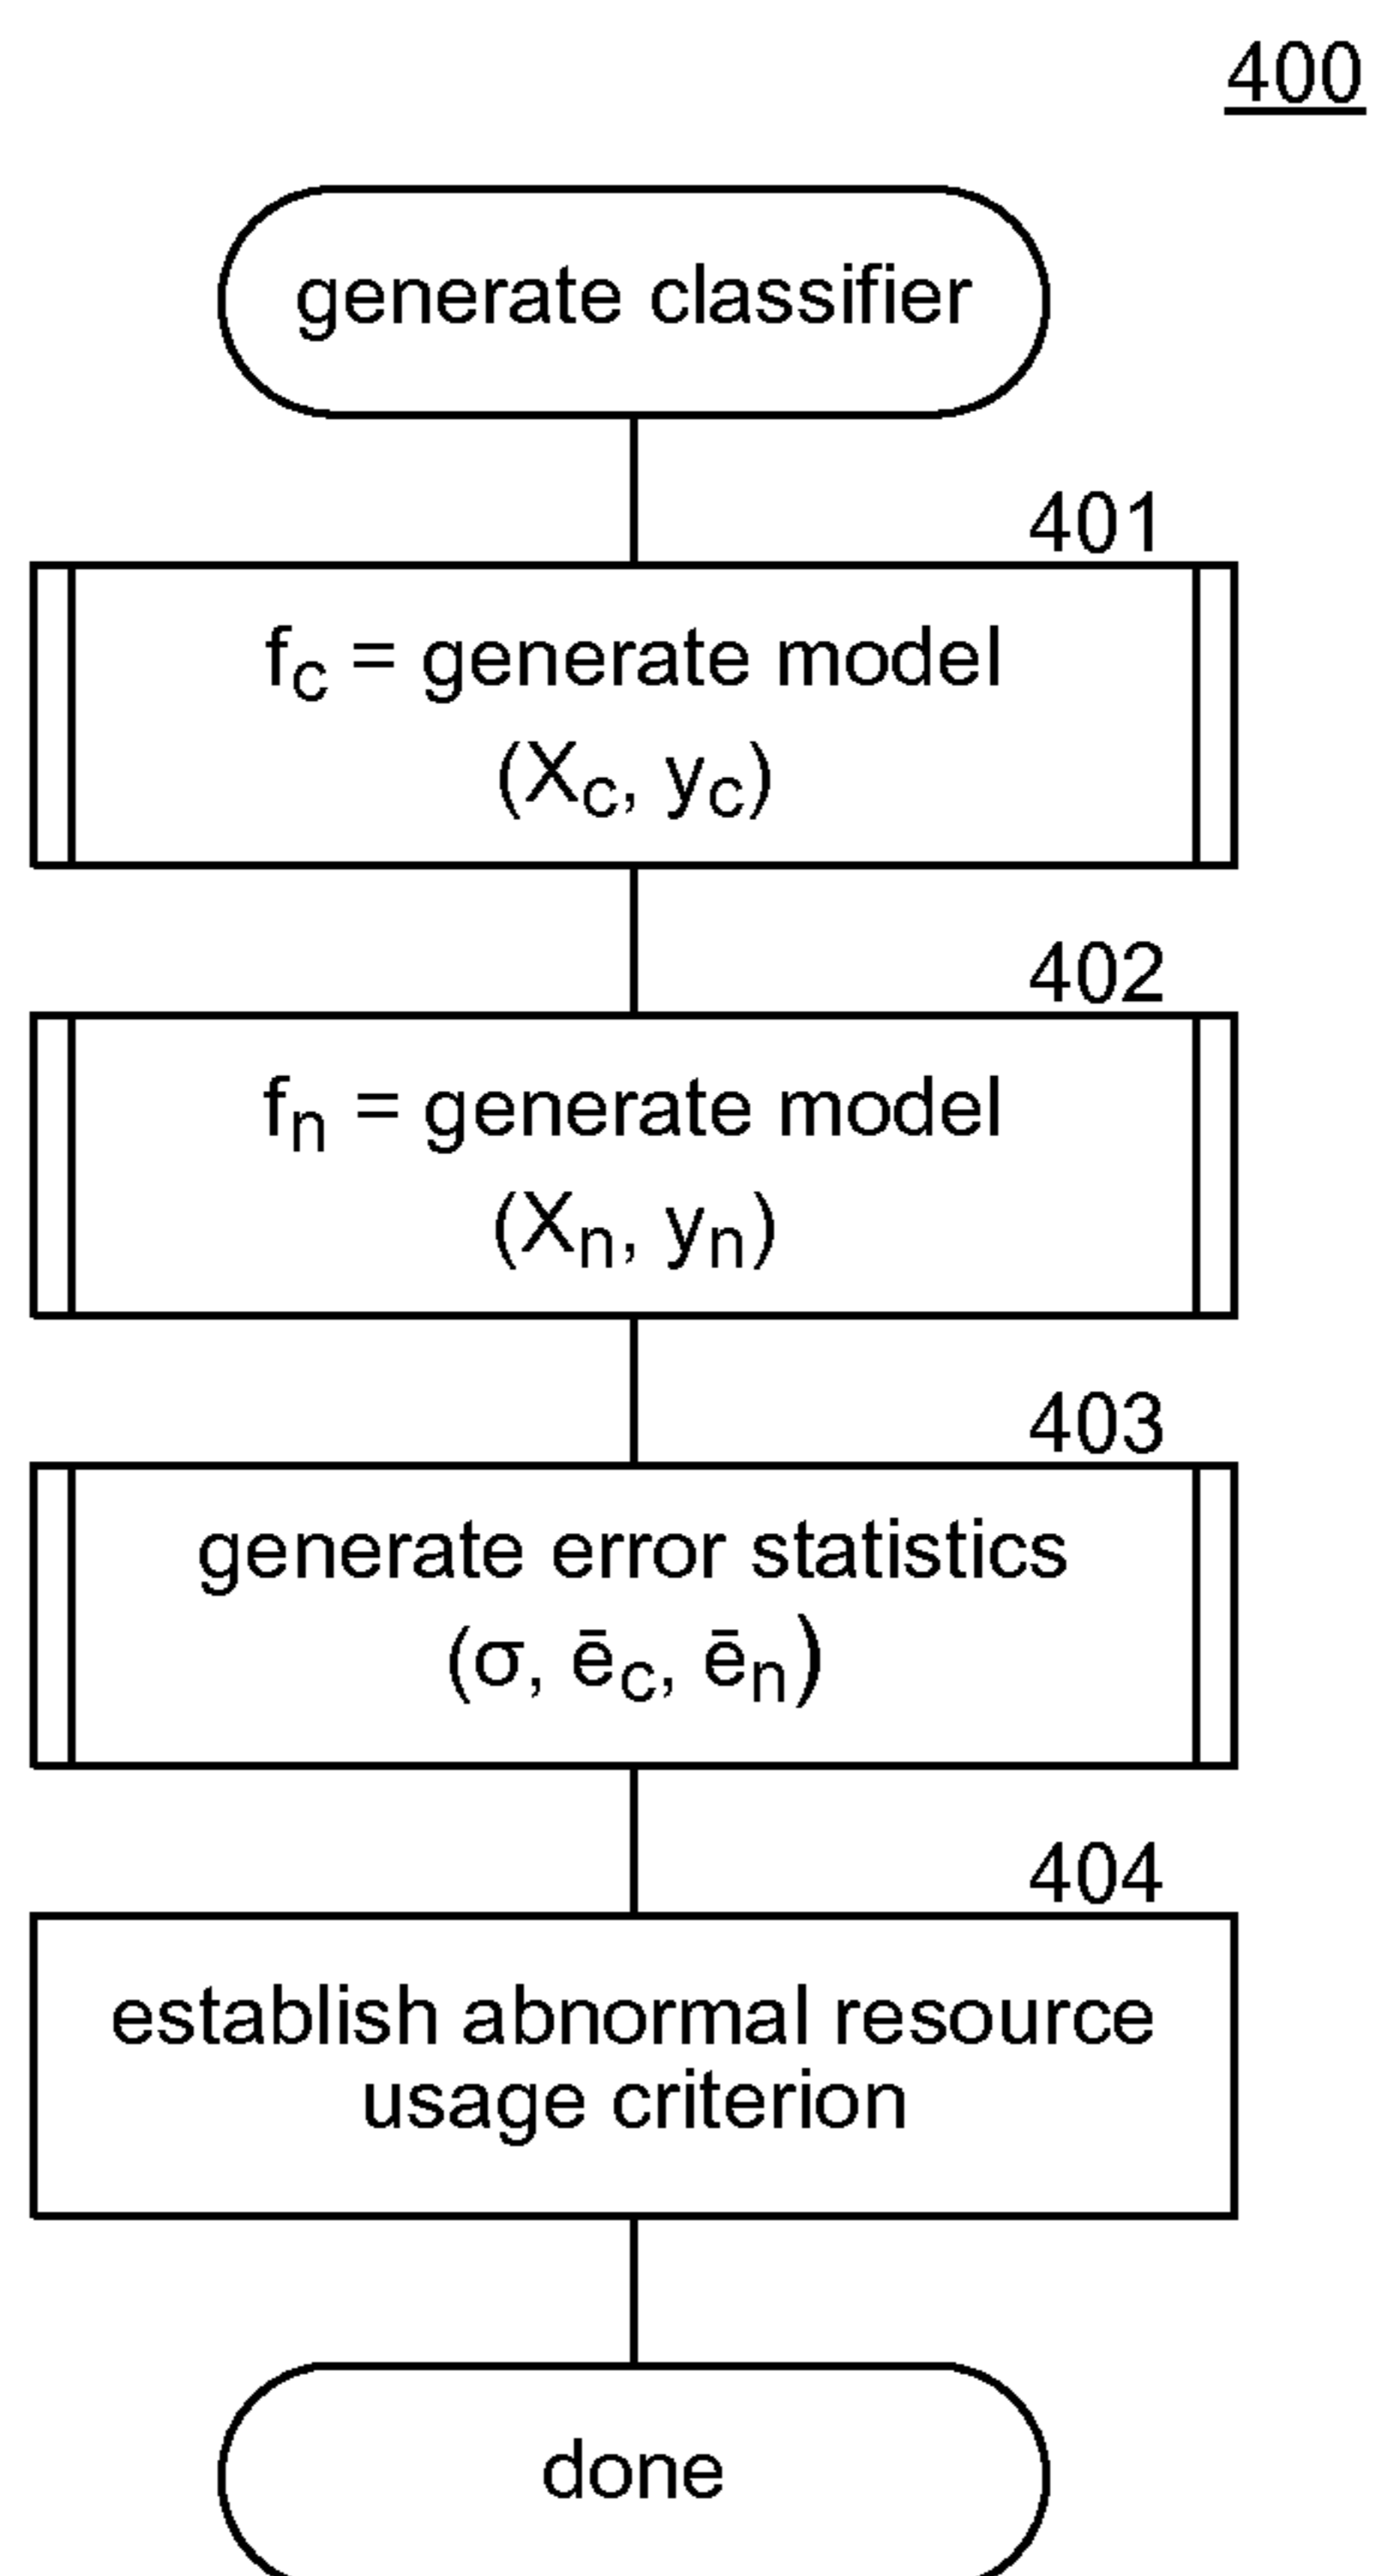 400
generate classifier
401
f_c = generate model
(X_c, y_c)
402
f_n = generate model
(X_n, y_n)
403
generate error statistics
(σ, ē_c, ē_n)
404
establish abnormal resource
usage criterion
done